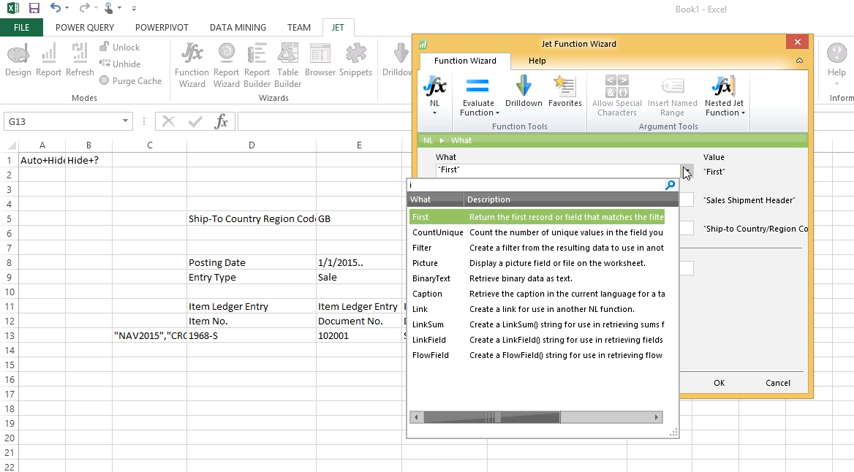 Book1 - Excel
FILE POWER QUERY POWERPIVOT DATA MINING TEAM JET
Design Report Refresh
Unlock
Unhide
Purge Cache
Modes
Function Wizard
Report Wizard
Report Builder
Table Builder
Browser
Snippets
Wizards
Drilldow
Help
Inform
G13
fx
A B C D E
1 Auto+Hide Hide+?
2
3
4
5 Ship-To Country Region Code GB
6
7
8 Posting Date 1/1/2015..
9 Entry Type Sale
10
11 Item Ledger Entry Item Ledger Entry
12 Item No. Document No.
13 "NAV2015","CRO 1968-S 102001
14
15
16
17
18
19
20
21
22
Jet Function Wizard
Function Wizard Help
NL
Evaluate Function
Drilldown
Favorites
Function Tools
Allow Special Characters
Insert Named Range
Nested Jet Function
Argument Tools
NL What
What Value
"First" "First"
"Sales Shipment Header"
"Ship-to Country/Region Co
OK Cancel
i
What Description
First Return the first record or field that matches the filte
CountUnique Count the number of unique values in the field you
Filter Create a filter from the resulting data to use in anot
Picture Display a picture field or file on the worksheet.
BinaryText Retrieve binary data as text.
Caption Retrieve the caption in the current language for a ta
Link Create a link for use in another NL function.
LinkSum Create a LinkSum() string for use in retrieving sums f
LinkField Create a LinkField() string for use in retrieving fields
FlowField Create a FlowField() string for use in retrieving flow